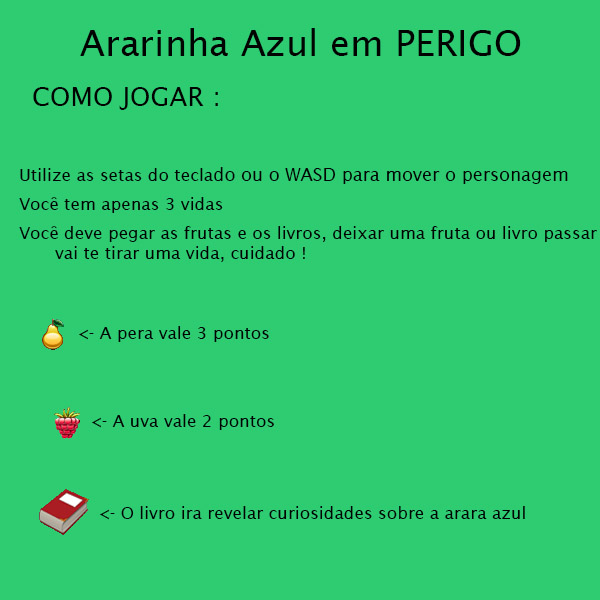 Ararinha Azul em PERIGO
COMO JOGAR :
Utilize as setas do teclado ou o WASD para mover o personagem
Você tem apenas 3 vidas
Você deve pegar as frutas e os livros, deixar uma fruta ou livro passar
vai te tirar uma vida, cuidado !
<- A pera vale 3 pontos
<- A uva vale 2 pontos
<- O livro ira revelar curiosidades sobre a arara azul